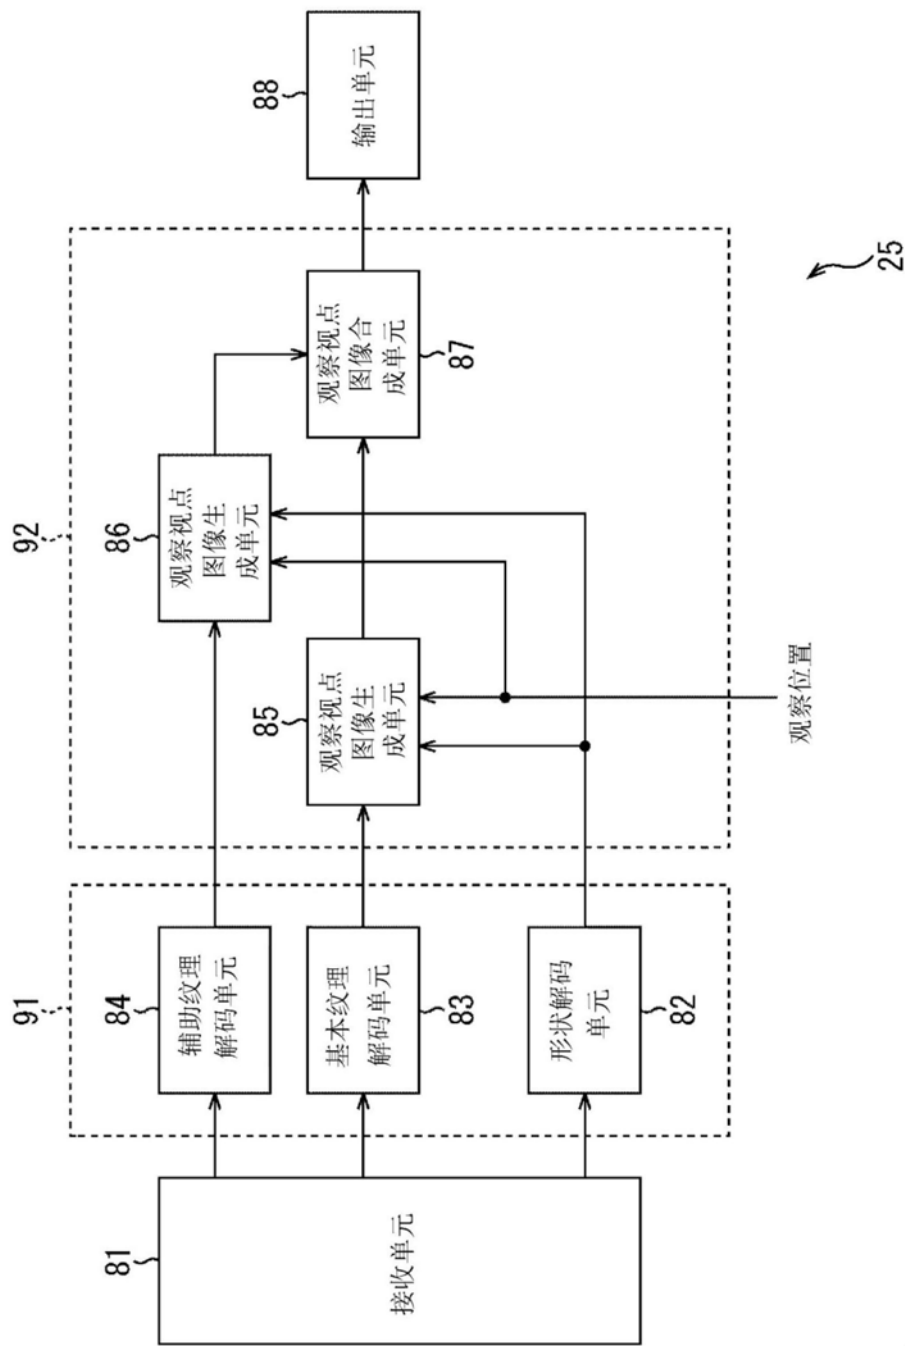 91
92
81
接收单元
84
辅助纹理
解码单元
83
基本纹理
解码单元
82
形状解码
单元
85
观察视点
图像生
成单元
86
观察视点
图像生
成单元
87
观察视点
图像合
成单元
88
输出单元
观察位置
25